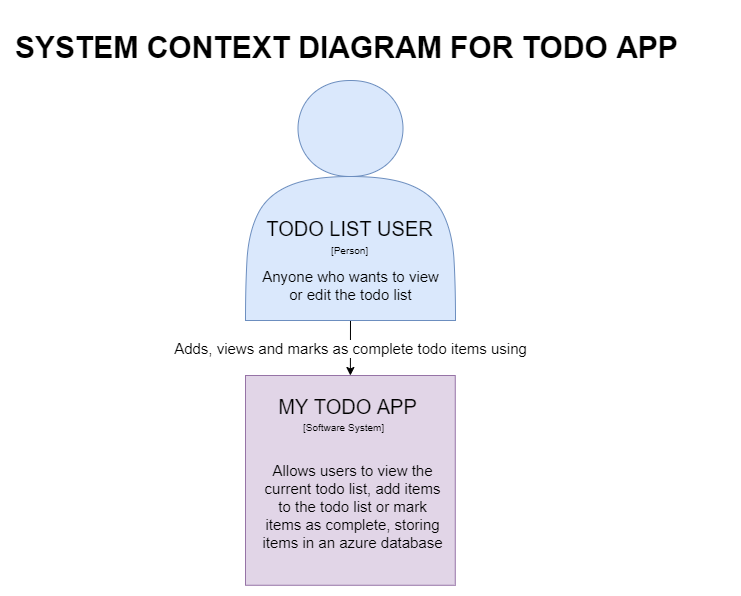 SYSTEM CONTEXT DIAGRAM FOR TODO APP
TODO LIST USER
[Person]
Anyone who wants to view
or edit the todo list
Adds, views and marks as complete todo items using
MY TODO APP
[Software System]
Allows users to view the
current todo list, add items
to the todo list or mark
items as complete, storing
items in an azure database